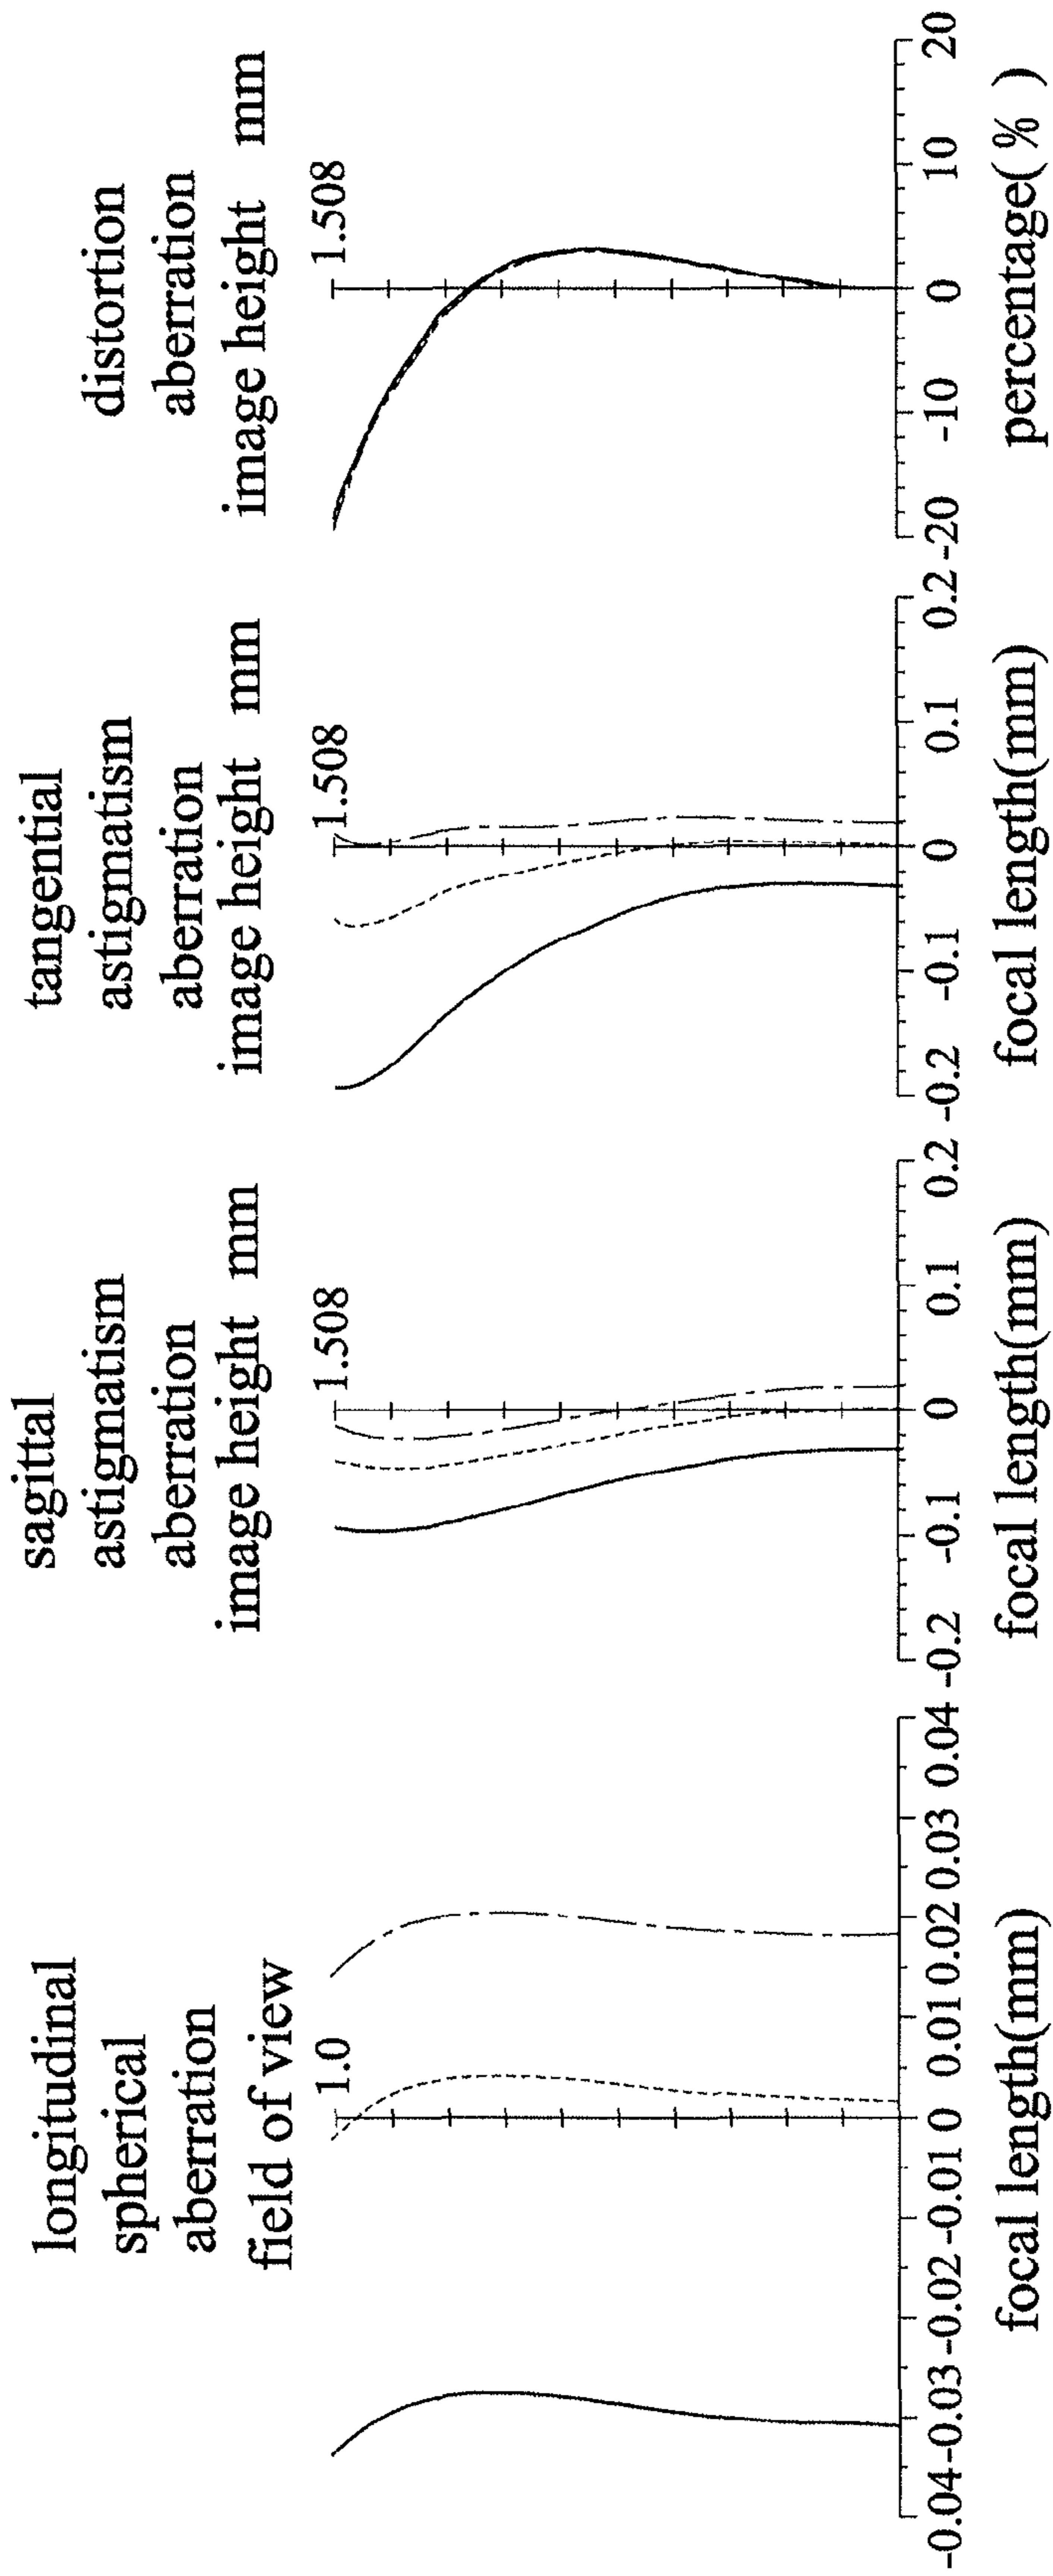 longitudinal
spherical
aberration
field of view
1.0
-0.04 -0.03 -0.02 -0.01 0 0.01 0.02 0.03 0.04
focal length(mm)
sagittal
astigmatism
aberration
image height mm
1.508
-0.2 -0.1 0 0.1 0.2
focal length(mm)
tangential
astigmatism
aberration
image height mm
1.508
-0.2 -0.1 0 0.1 0.2
focal length(mm)
distortion
aberration
image height mm
1.508
-20 -10 0 10 20
percentage( % )